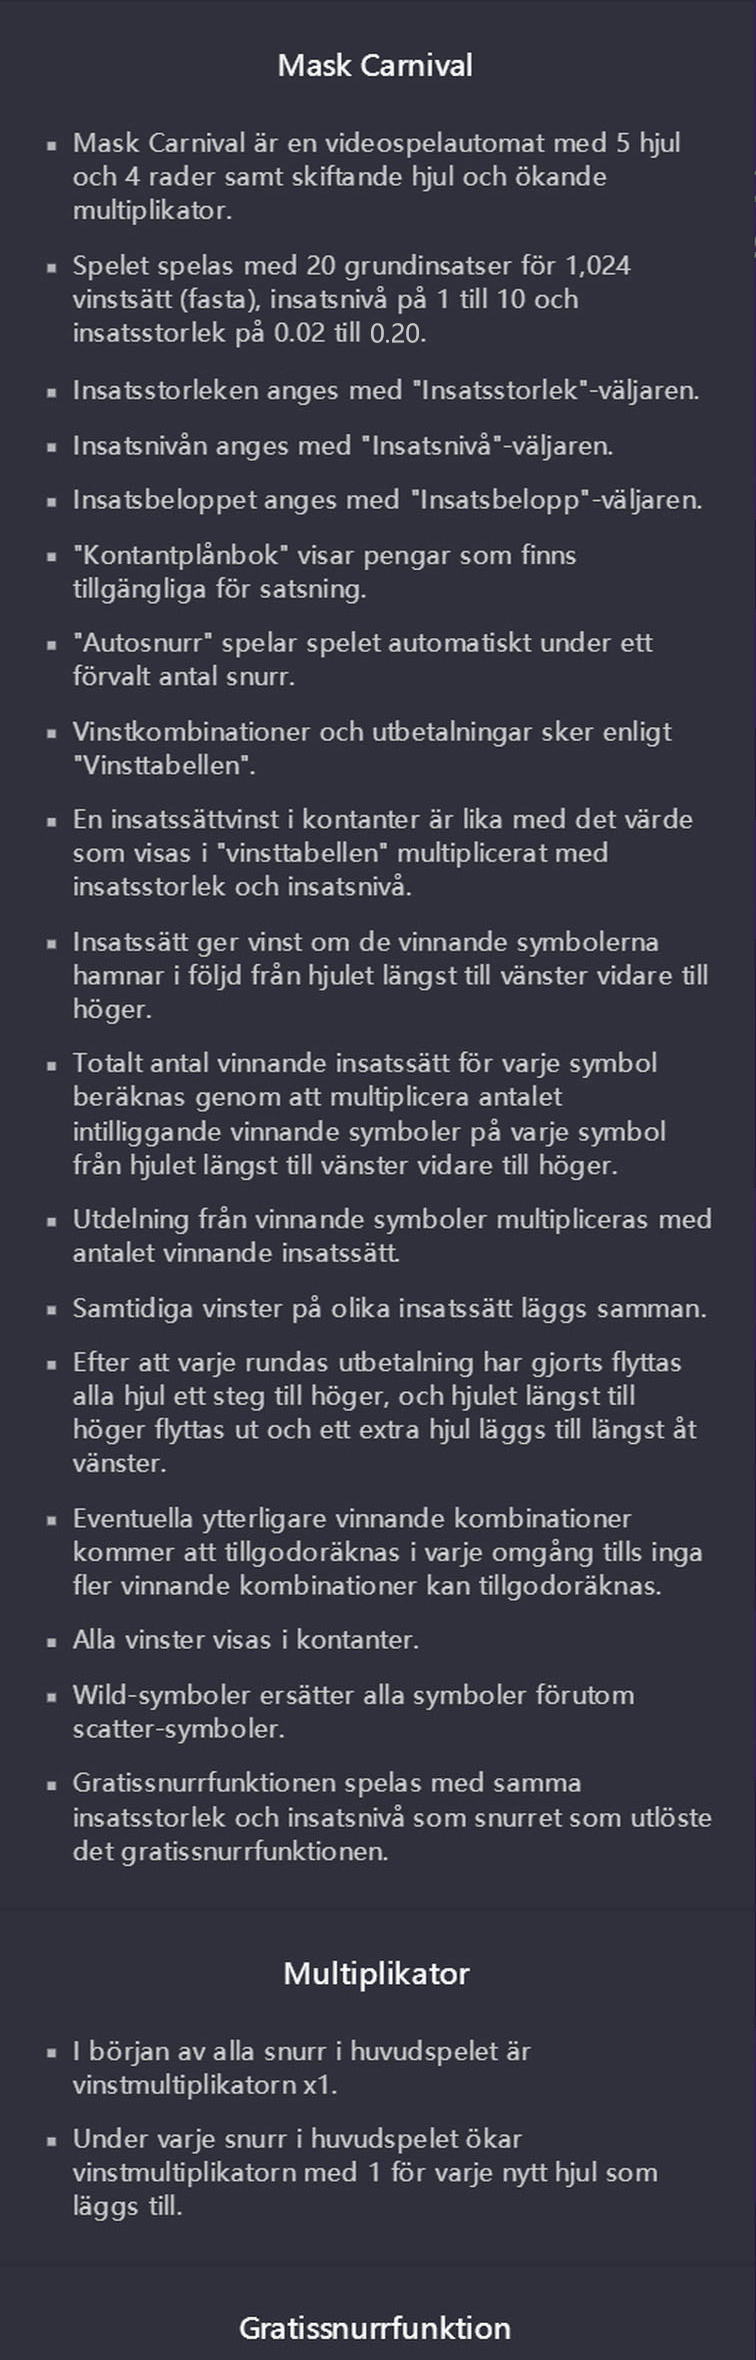 Mask Carnival
▪ Mask Carnival är en videospelautomat med 5 hjul
och 4 rader samt skiftande hjul och ökande
multiplikator.
▪ Spelet spelas med 20 grundinsatser för 1,024
vinstsätt (fasta), insatsnivå på 1 till 10 och
insatsstorlek på 0.02 till 0.20.
▪ Insatsstorleken anges med "Insatsstorlek"-väljaren.
▪ Insatsnivån anges med "Insatsnivå"-väljaren.
▪ Insatsbeloppet anges med "Insatsbelopp"-väljaren.
▪ "Kontantplånbok" visar pengar som finns
tillgängliga för satsning.
▪ "Autosnurr" spelar spelet automatiskt under ett
förvalt antal snurr.
▪ Vinstkombinationer och utbetalningar sker enligt
"Vinsttabellen".
▪ En insatssättvinst i kontanter är lika med det värde
som visas i "vinsttabellen" multiplicerat med
insatsstorlek och insatsnivå.
▪ Insatssätt ger vinst om de vinnande symbolerna
hamnar i följd från hjulet längst till vänster vidare till
höger.
▪ Totalt antal vinnande insatssätt för varje symbol
beräknas genom att multiplicera antalet
intilliggande vinnande symboler på varje symbol
från hjulet längst till vänster vidare till höger.
▪ Utdelning från vinnande symboler multipliceras med
antalet vinnande insatssätt.
▪ Samtidiga vinster på olika insatssätt läggs samman.
▪ Efter att varje rundas utbetalning har gjorts flyttas
alla hjul ett steg till höger, och hjulet längst till
höger flyttas ut och ett extra hjul läggs till längst åt
vänster.
▪ Eventuella ytterligare vinnande kombinationer
kommer att tillgodoräknas i varje omgång tills inga
fler vinnande kombinationer kan tillgodoräknas.
▪ Alla vinster visas i kontanter.
▪ Wild-symboler ersätter alla symboler förutom
scatter-symboler.
▪ Gratissnurrfunktionen spelas med samma
insatsstorlek och insatsnivå som snurret som utlöste
det gratissnurrfunktionen.
Multiplikator
▪ I början av alla snurr i huvudspelet är
vinstmultiplikatorn x1.
▪ Under varje snurr i huvudspelet ökar
vinstmultiplikatorn med 1 för varje nytt hjul som
läggs till.
Gratissnurrfunktion